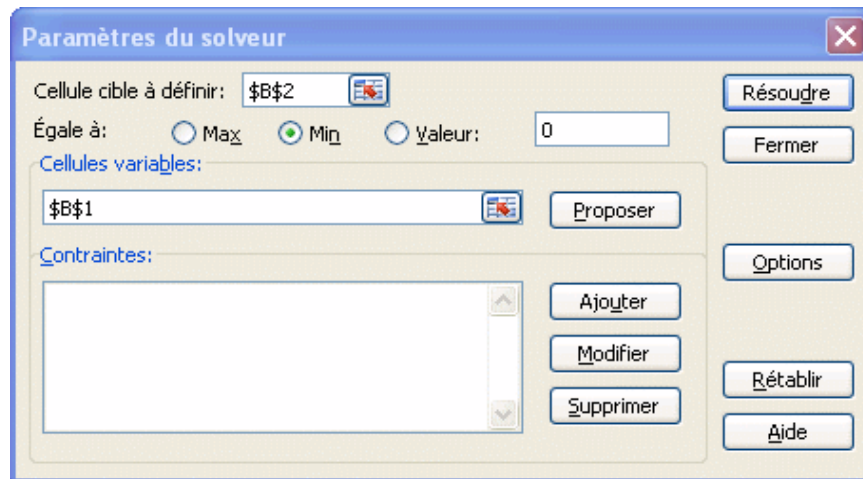 Paramètres du solveur
Cellule cible à définir: $B$2
Résoudre
Égale à: Max Min Valeur: 0
Fermer
Cellules variables:
$B$1
Proposer
Contraintes:
Options
Ajouter
Modifier
Rétablir
Supprimer
Aide